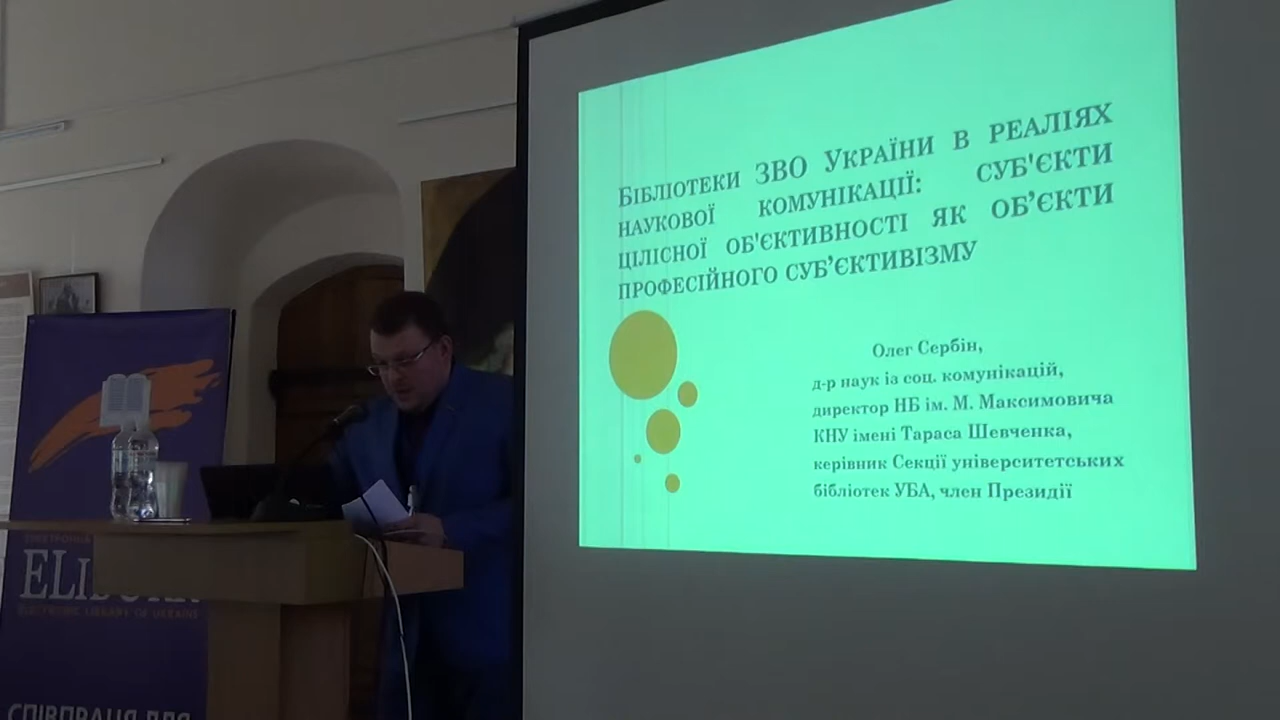 Бібліотеки ЗВО України в реаліях
наукової комунікації: суб'єкти
цілісної об'єктивності як об’єкти
професійного суб’єктивізму
Олег Сербін,
д-р наук із соц. комунікацій,
директор НБ ім. М. Максимовича
КНУ імені Тараса Шевченка,
керівник Секції університетських
бібліотек УБА, член Президії
ELECTRONIC LIBRARY OF UKRAINE
СПІВПРАЦЯ ДЛЯ